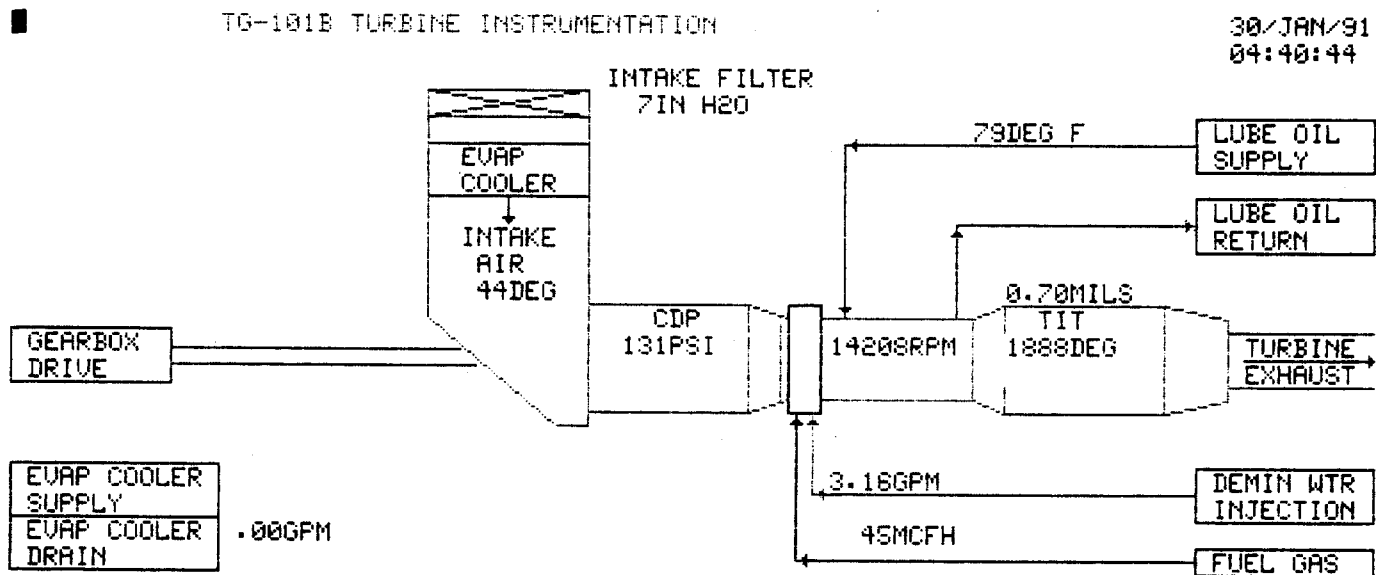 TG-101B TURBINE INSTRUMENTATION
30/JAN/91
04:40:44
INTAKE FILTER
7IN H2O
79DEG F
LUBE OIL
SUPPLY
EVAP
COOLER
LUBE OIL
RETURN
INTAKE
AIR
44DEG
0.70MILS
CDP
131PSI
14208RPM
TIT
1888DEG
GEARBOX
DRIVE
TURBINE
EXHAUST
EVAP COOLER
SUPPLY
EVAP COOLER
DRAIN
.00GPM
3.16GPM
DEMIN WTR
INJECTION
45MCFH
FUEL GAS